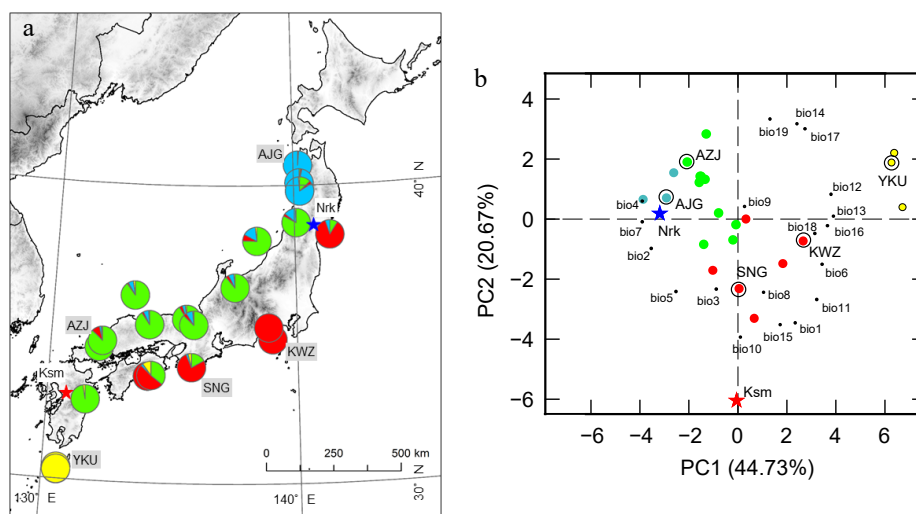 a
AJG
40° N
Nrk
AZJ
Ksm
KWZ
SNG
YKU
0 250 500 km
130° E
140° E
30° N
b
PC2 (20.67%)
4
2
0
−2
−4
−6
−6 −4 −2 0 2 4 6
PC1 (44.73%)
bio14
bio19
bio17
AZJ
YKU
bio4
AJG
bio12
bio9
Nrk
bio13
bio7
bio18
bio16
bio2
KWZ
SNG
bio6
bio5
bio3
bio8
bio11
bio15
bio1
bio10
Ksm